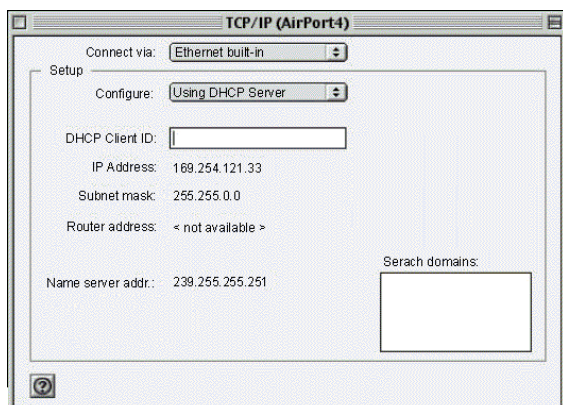 TCP/IP (AirPort4)
Connect via: Ethernet built-in
Setup
Configure: Using DHCP Server
DHCP Client ID:
IP Address: 169.254.121.33
Subnet mask: 255.255.0.0
Router address: < not available >
Serach domains:
Name server addr.: 239.255.255.251
?